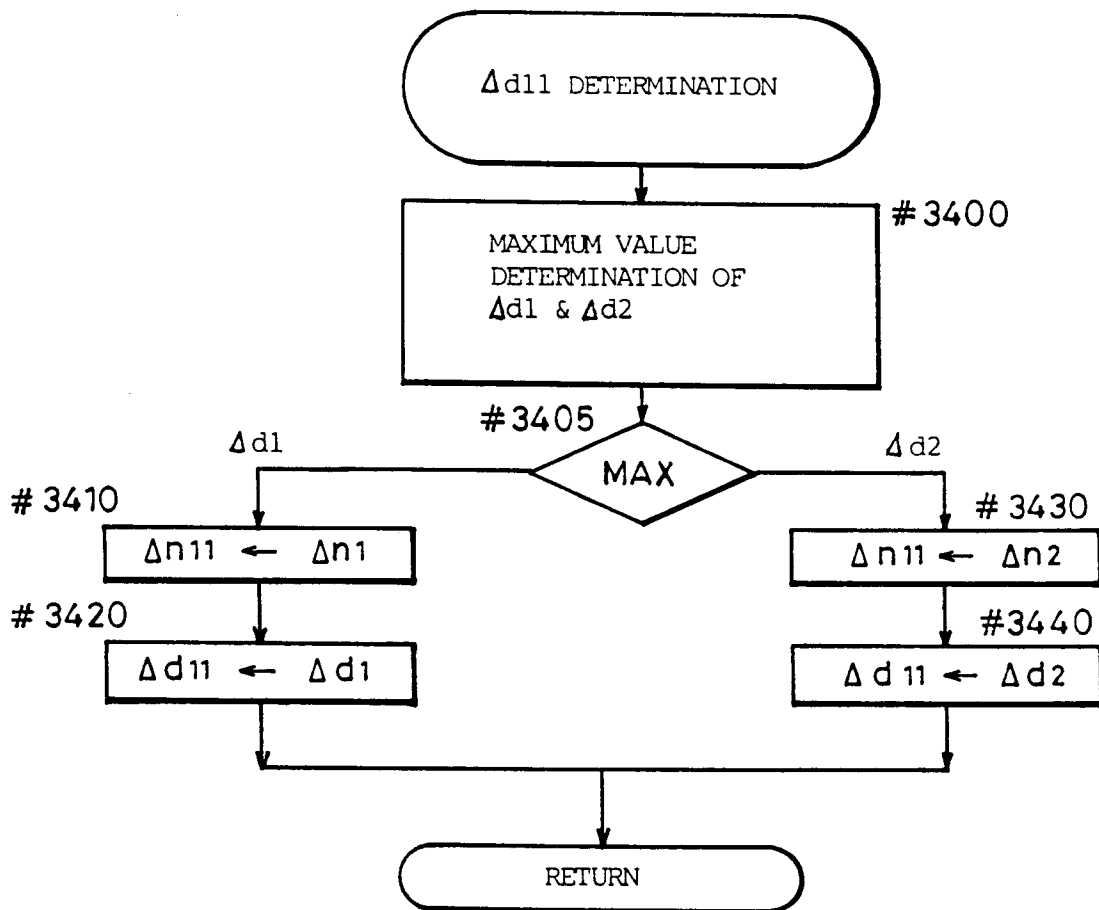 Δd11 DETERMINATION
#3400
MAXIMUM VALUE
DETERMINATION OF
Δd1 & Δd2
#3405
Δd1
MAX
Δd2
#3410
Δn11 ← Δn1
#3430
Δn11 ← Δn2
#3420
Δd11 ← Δd1
#3440
Δd11 ← Δd2
RETURN